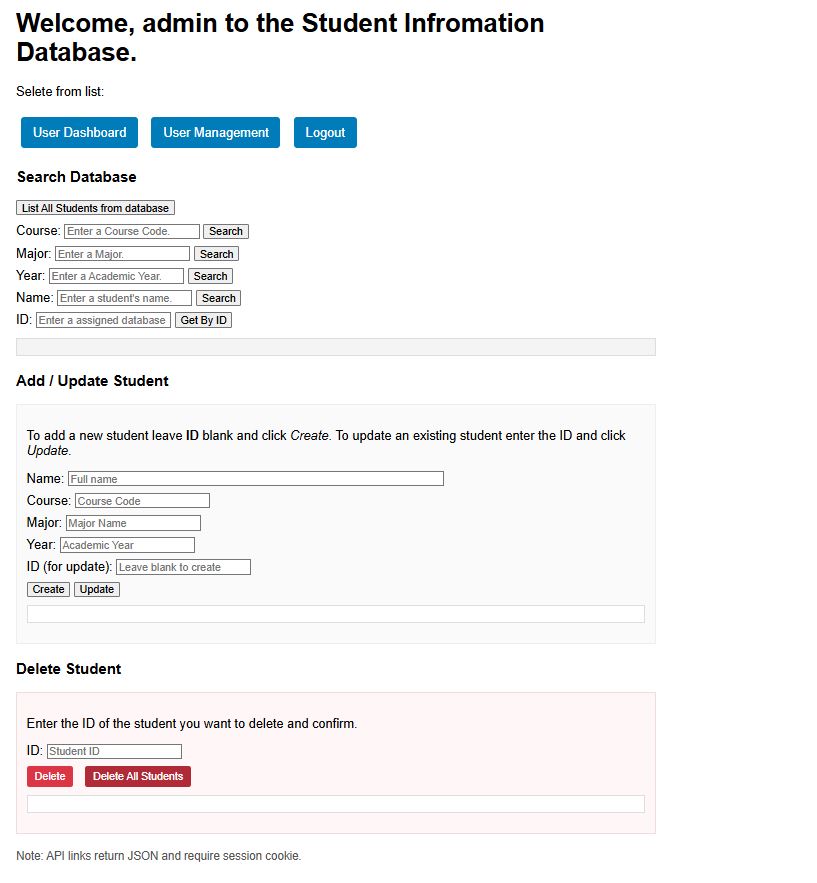 Welcome, admin to the Student Infromation
Database.
Selete from list:
User Dashboard User Management Logout
Search Database
List All Students from database
Course: Enter a Course Code. Search
Major: Enter a Major. Search
Year: Enter a Academic Year. Search
Name: Enter a student's name. Search
ID: Enter a assigned database Get By ID
Add / Update Student
To add a new student leave ID blank and click Create. To update an existing student enter the ID and click
Update.
Name: Full name
Course: Course Code
Major: Major Name
Year: Academic Year
ID (for update): Leave blank to create
Create Update
Delete Student
Enter the ID of the student you want to delete and confirm.
ID: Student ID
Delete Delete All Students
Note: API links return JSON and require session cookie.